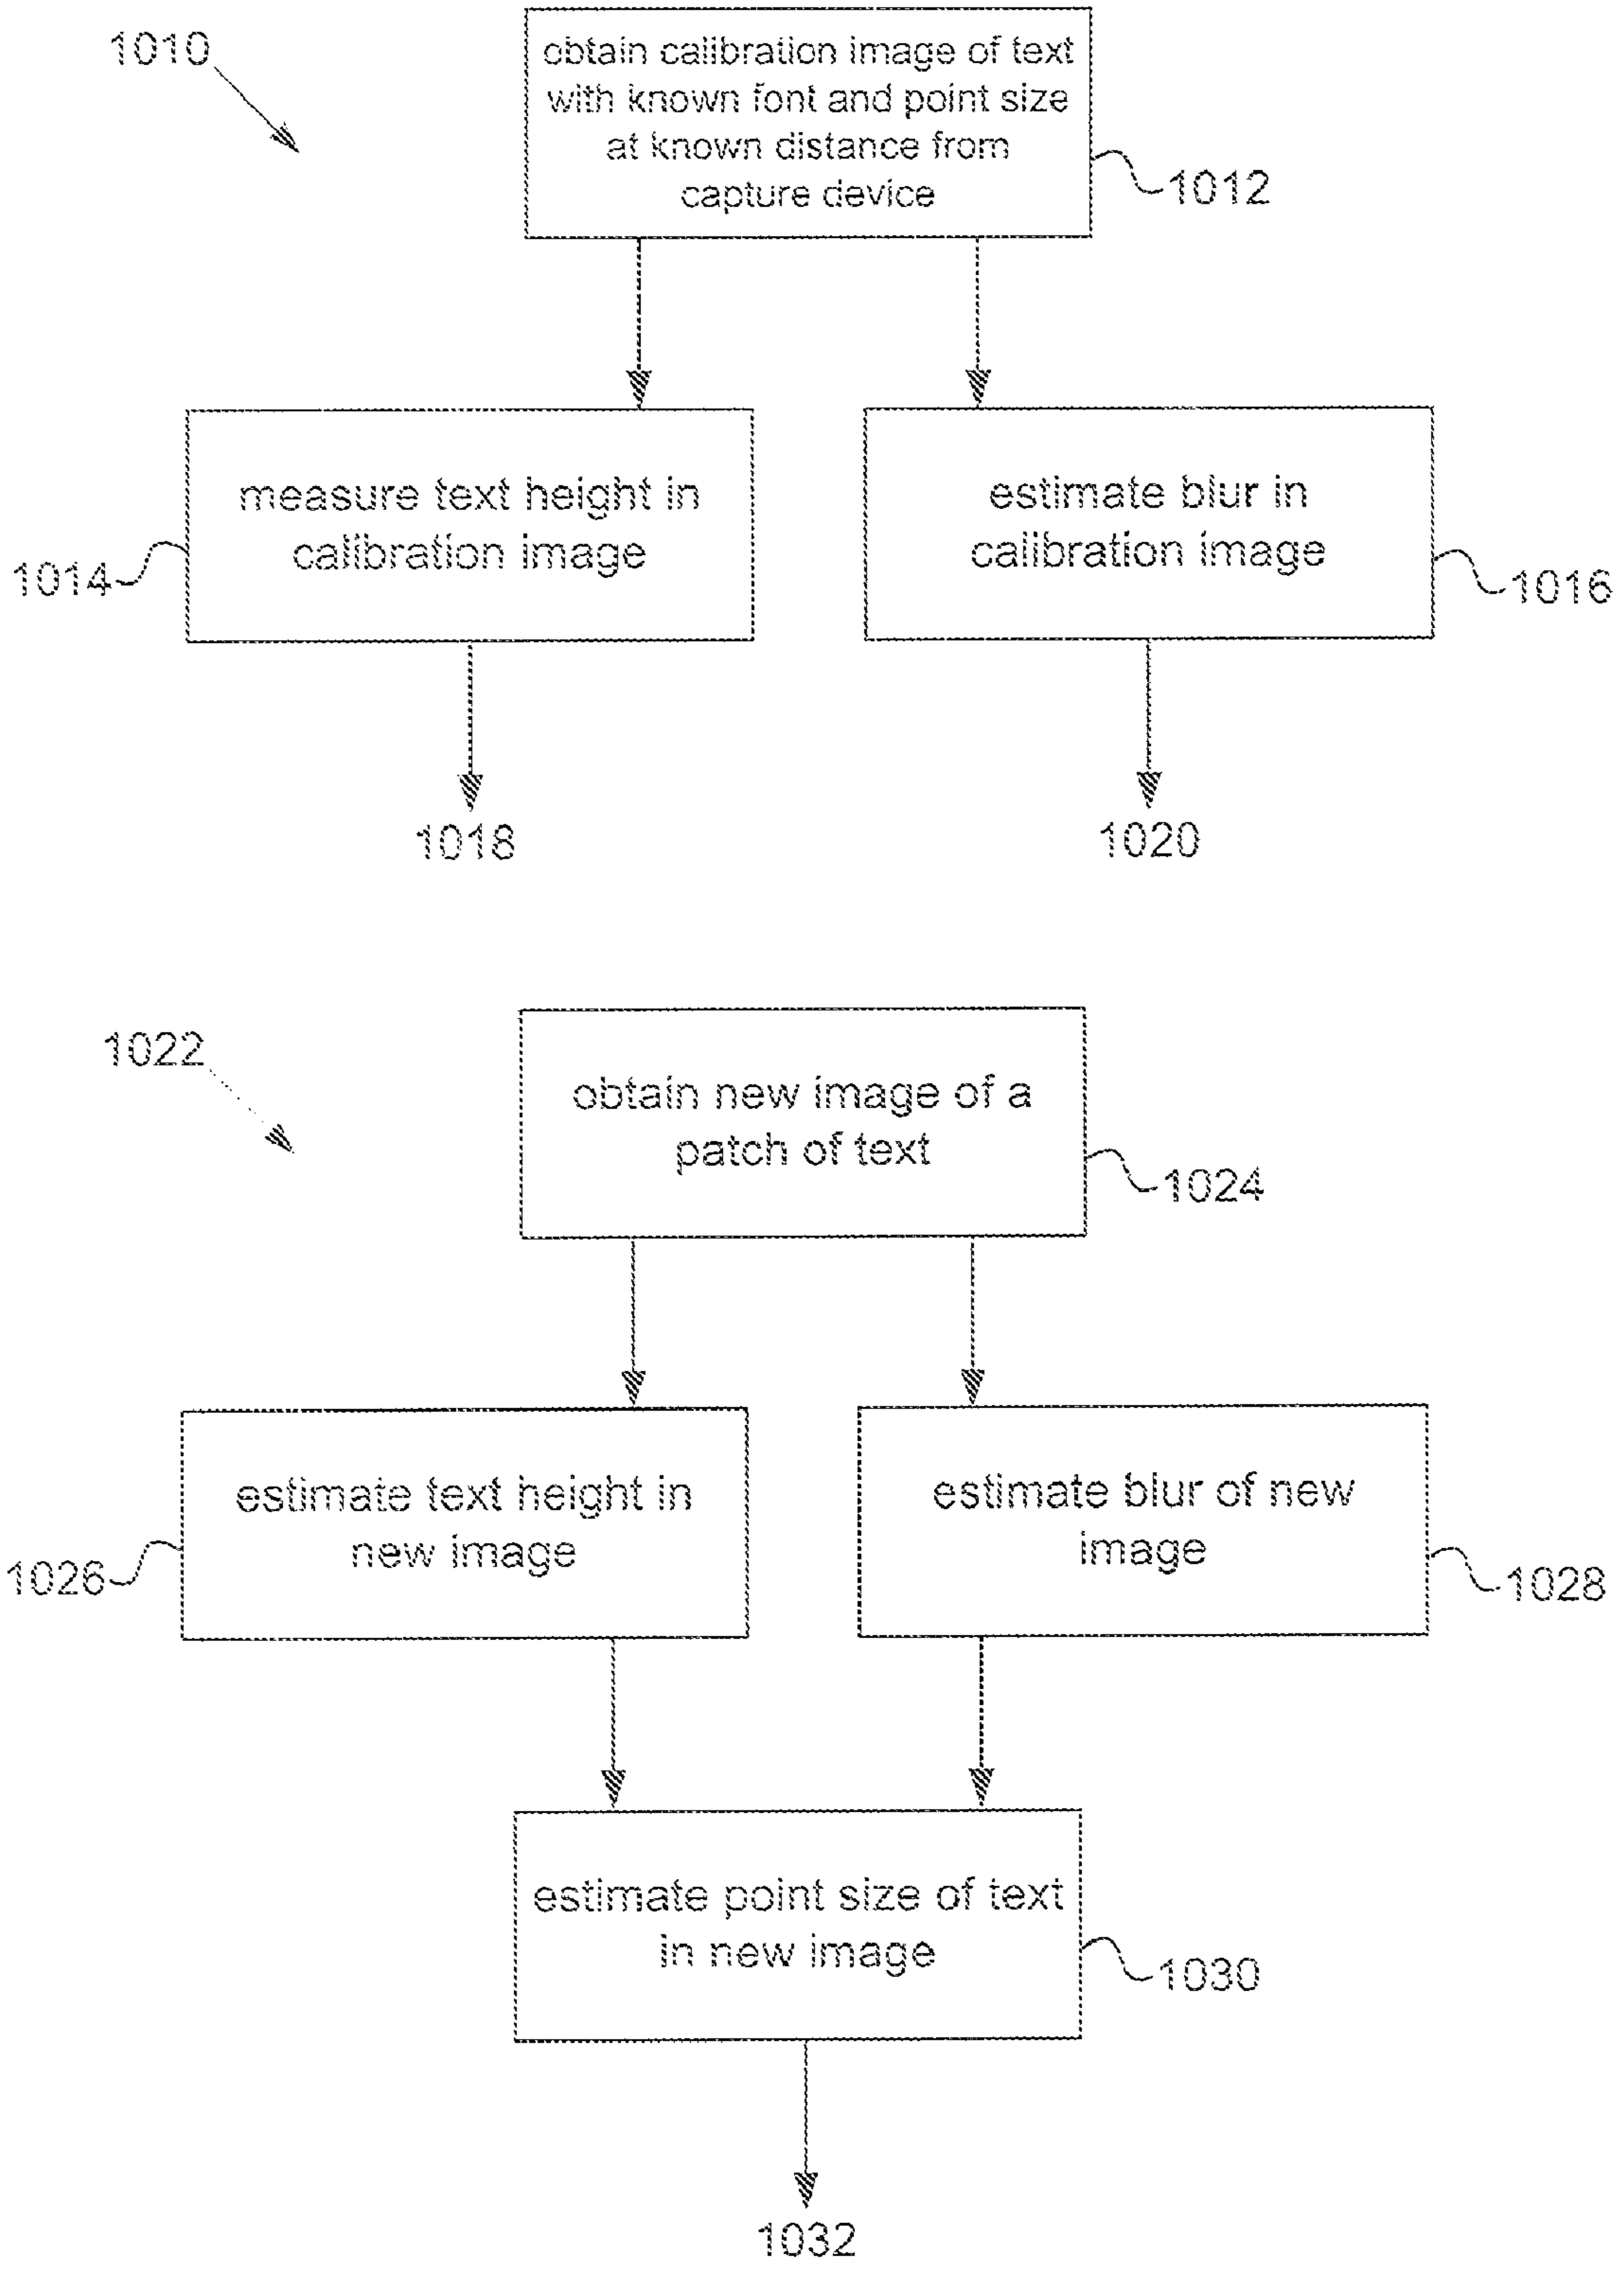 1010
obtain calibration image of text
with known font and point size
at known distance from
capture device
1012
measure text height in
calibration image
1014
estimate blur in
calibration image
1016
1018
1020
1022
obtain new image of a
patch of text
1024
estimate text height in
new image
1026
estimate blur of new
image
1028
estimate point size of text
in new image
1030
1032